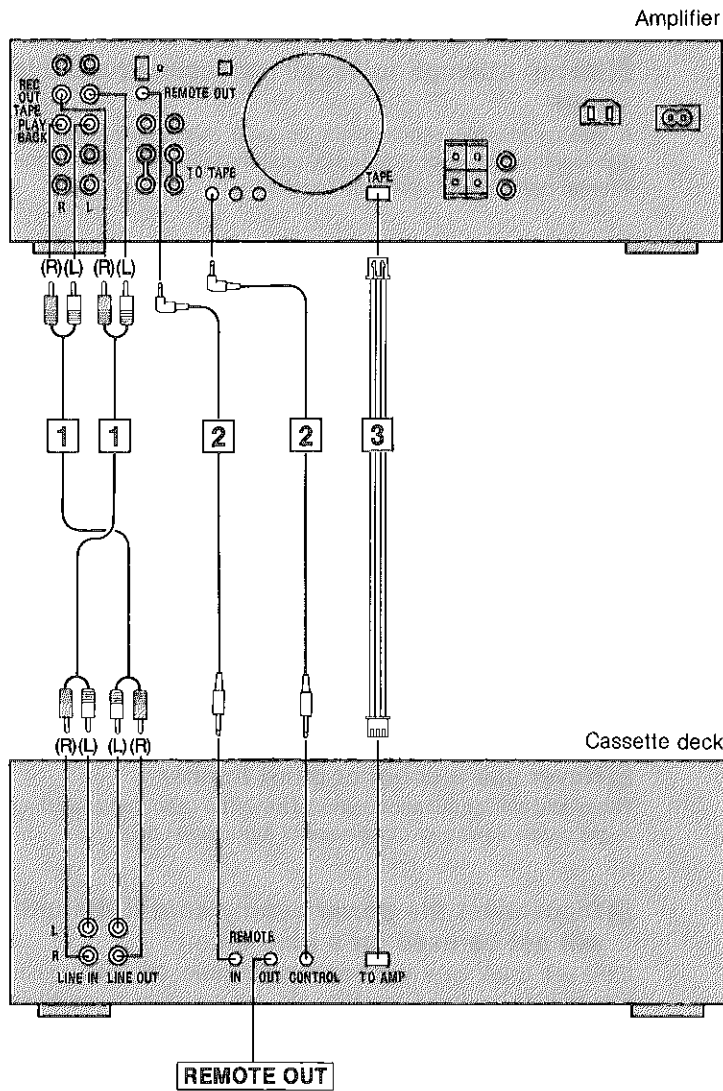 Amplifier
REC
OUT
REMOTE OUT
TAPE
PLAY
BACK
TO TAPE
TAPE
R L
(R)(L) (R)(L)
1 1 2 2 3
(R)(L) (L)(R)
Cassette deck
L
REMOTE
R
LINE IN LINE OUT IN OUT CONTROL TO AMP
REMOTE OUT